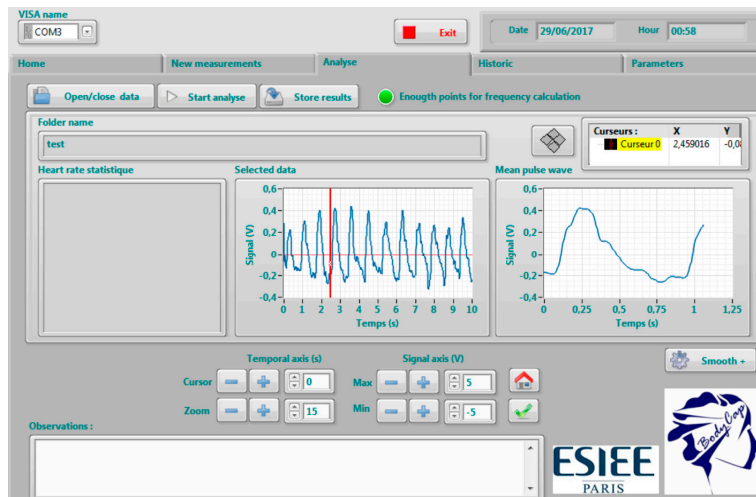 VISA name
COM3
Exit
Date 29/06/2017 Hour 00:58
Home New measurements Analyse Historic Parameters
Open/close data Start analyse Store results Enougth points for frequency calculation
Folder name
test
Curseurs : X Y
Curseur 0 2,459016 -0,08
Heart rate statistique Selected data Mean pulse wave
0,6 0,4 0,2 0 -0,2 -0,4
Signal (V)
0 1 2 3 4 5 6 7 8 9 10
Temps (s)
0,6 0,4 0,2 0 -0,2 -0,4
Signal (V)
0 0,25 0,5 0,75 1 1,25
Temps (s)
Smooth +
Temporal axis (s) Signal axis (V)
Cursor 0 Max 5
Zoom 15 Min -5
Observations :
ESIEE
PARIS
BodyCap